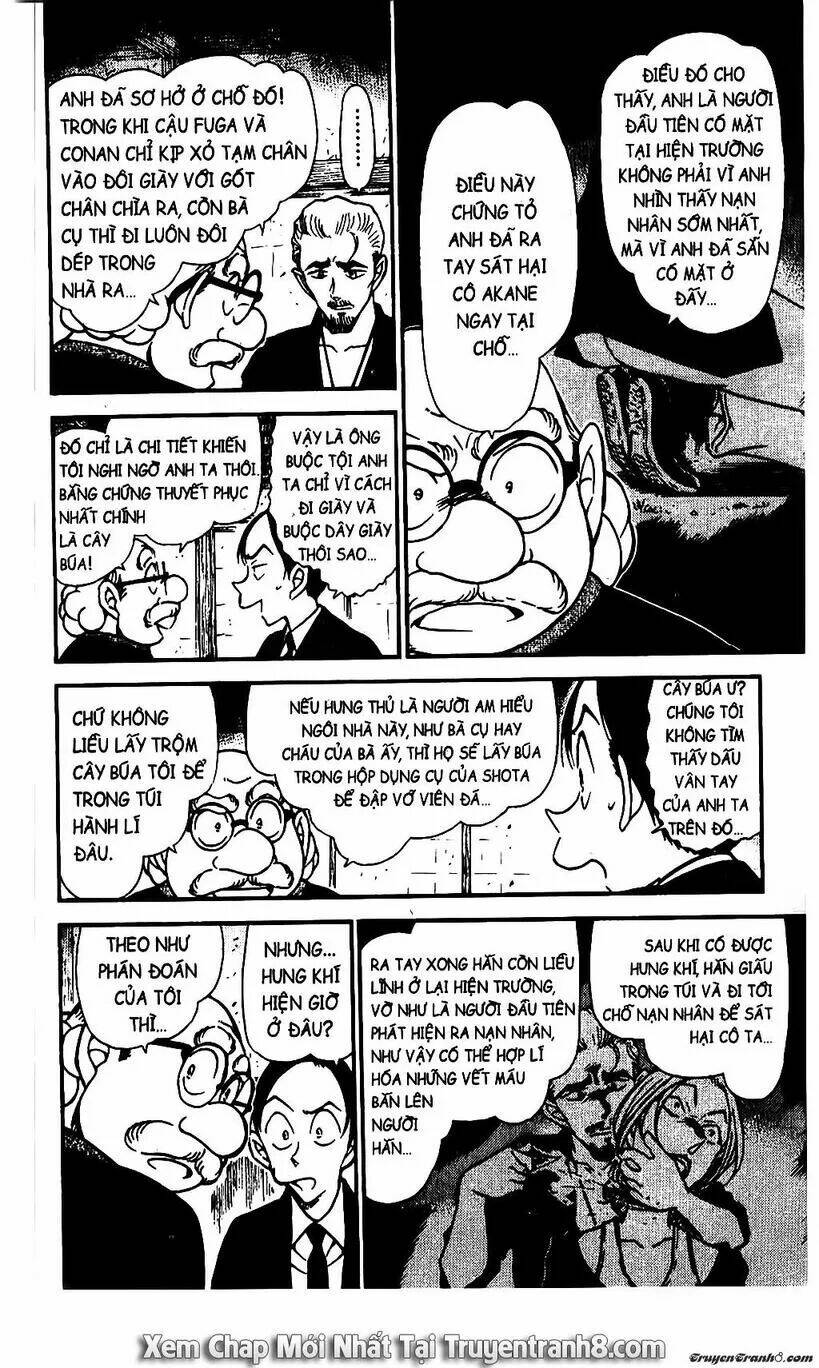 ĐIỀU ĐÓ CHO
THẤY, ANH LÀ NGƯỜI
ĐẦU TIÊN CÓ MẶT
TẠI HIỆN TRƯỜNG
KHÔNG PHẢI VÌ ANH
NHÌN THẤY NẠN
NHÂN SỚM NHẤT,
MÀ VÌ ANH ĐÃ SẴN
CÓ MẶT Ở
ĐẤY...
ĐIỀU NÀY
CHỨNG TỎ
ANH ĐÃ RA
TAY SÁT HẠI
CÔ AKANE
NGAY TẠI
CHỖ...
.........
ANH ĐÃ SƠ HỞ Ở CHỖ ĐÓ!
TRONG KHI CẬU FUGA VÀ
CONAN CHỈ KỊP XỎ TẠM CHÂN
VÀO ĐÔI GIÀY VỚI GÓT
CHÂN CHÌA RA, CÒN BÀ
CỤ THÌ ĐI LUÔN ĐÔI
DÉP TRONG
NHÀ RA...
VẬY LÀ ÔNG
BUỘC TỘI ANH
TA CHỈ VÌ CÁCH
ĐI GIÀY VÀ
BUỘC DÂY GIÀY
THÔI SAO...
ĐÓ CHỈ LÀ CHI TIẾT KHIẾN
TÔI NGHI NGỜ ANH TA THÔI.
BẰNG CHỨNG THUYẾT PHỤC
NHẤT CHÍNH
LÀ CÂY
BÚA!
CÂY BÚA Ư?
CHÚNG TÔI
KHÔNG TÌM
THẤY DẤU
VÂN TAY
CỦA ANH TA
TRÊN ĐÓ...
NẾU HUNG THỦ LÀ NGƯỜI AM HIỂU
NGÔI NHÀ NÀY, NHƯ BÀ CỤ HAY
CHÁU CỦA BÀ ẤY, THÌ HỌ SẼ LẤY BÚA
TRONG HỘP DỤNG CỤ CỦA SHOTA
ĐỂ ĐẬP VỠ VIÊN ĐÁ...
CHỨ KHÔNG
LIỀU LẤY TRỘM
CÂY BÚA TÔI ĐỂ
TRONG TÚI
HÀNH LÍ
ĐÂU.
SAU KHI CÓ ĐƯỢC
HUNG KHÍ, HẮN GIẤU
TRONG TÚI VÀ ĐI TỚI
CHỖ NẠN NHÂN ĐỂ SÁT
HẠI CÔ TA...
RA TAY XONG HẮN CÒN LIỀU
LĨNH Ở LẠI HIỆN TRƯỜNG,
VỜ NHƯ LÀ NGƯỜI ĐẦU TIÊN
PHÁT HIỆN RA NẠN NHÂN,
NHƯ VẬY CÓ THỂ HỢP LÍ
HÓA NHỮNG VẾT MÁU
BẮN LÊN
NGƯỜI
HẮN...
NHƯNG...
HUNG KHÍ
HIỆN GIỜ
Ở ĐÂU?
THEO NHƯ
PHÁN ĐOÁN
CỦA TÔI
THÌ...
Xem Chap Mới Nhất Tại Truyentranh8.com
TruyenTranh8.com